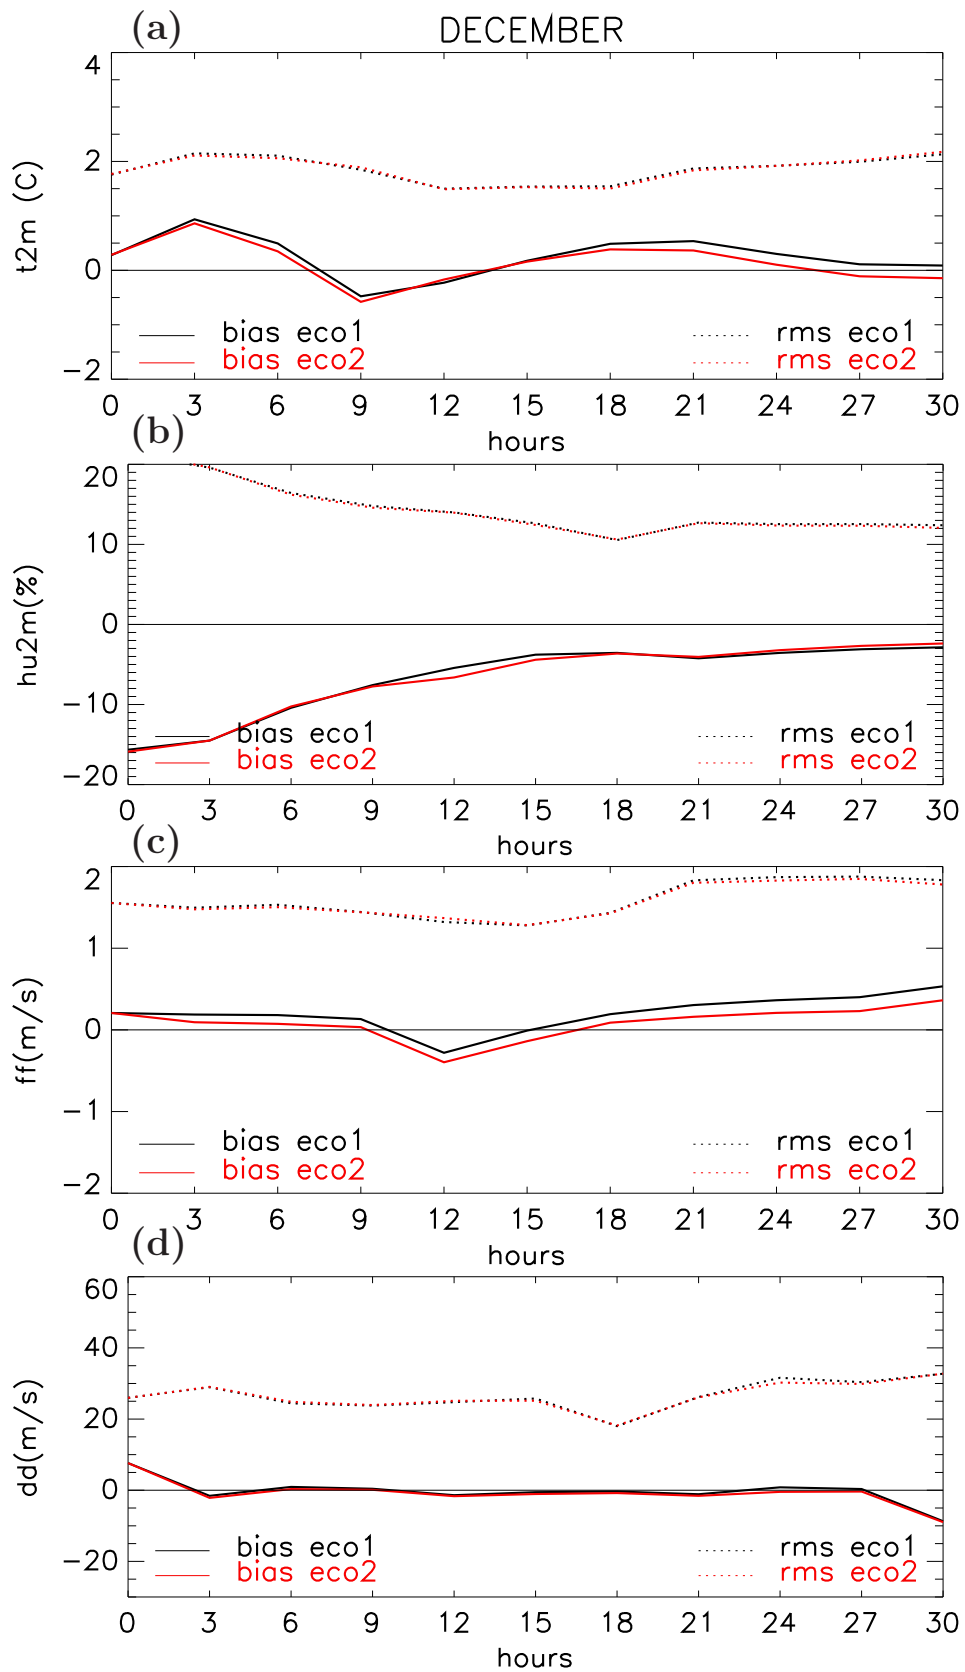 (a) DECEMBER
4
2
0
−2
t2m (C)
bias eco1 rms eco1
bias eco2 rms eco2
0 3 6 9 12 15 18 21 24 27 30
hours
(b)
20
10
0
−10
−20
hu2m(%)
bias eco1 rms eco1
bias eco2 rms eco2
0 3 6 9 12 15 18 21 24 27 30
hours
(c)
2
1
0
−1
−2
ff(m/s)
bias eco1 rms eco1
bias eco2 rms eco2
0 3 6 9 12 15 18 21 24 27 30
hours
(d)
60
40
20
0
−20
dd(m/s)
bias eco1 rms eco1
bias eco2 rms eco2
0 3 6 9 12 15 18 21 24 27 30
hours